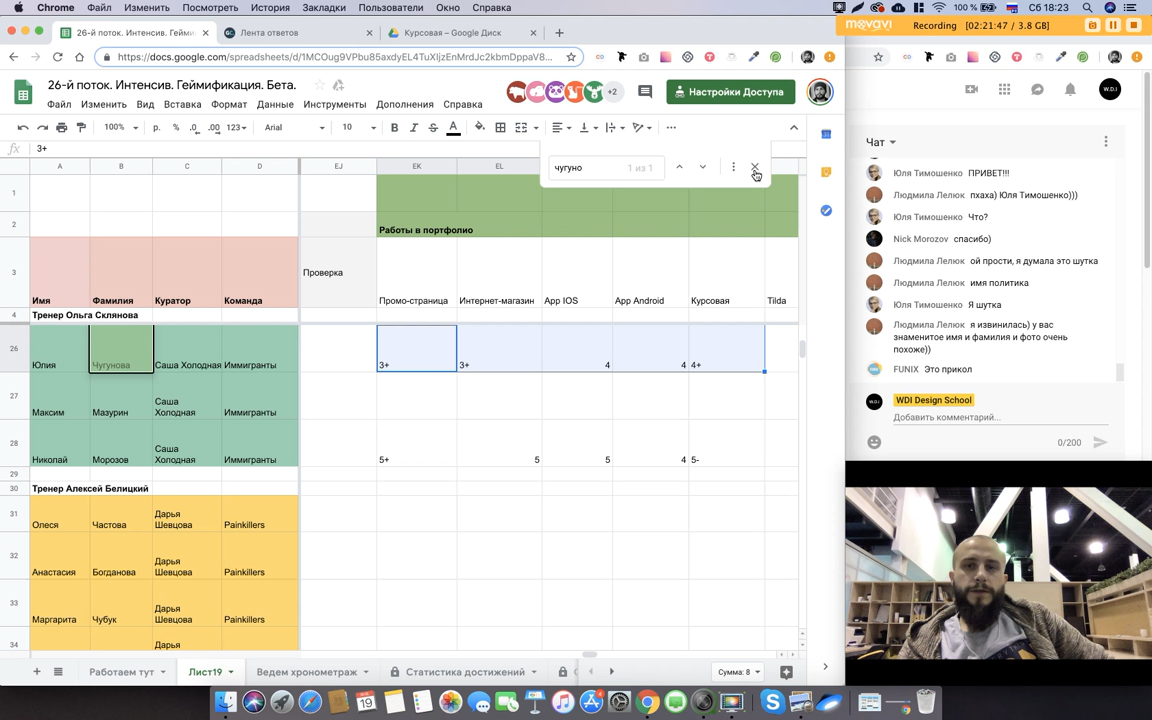 Chrome Файл Изменить Посмотреть История Закладки Пользователи Окно Справка 100 % Сб 18:23
movavi Recording [02:21:47 / 3.8 GB]
26-й поток. Интенсив. Гейми Лента ответов Курсовая – Google Диск
https://docs.google.com/spreadsheets/d/1MCOug9VPbu85axdyEL4TuXIjzEnMrdJc2kbmDppaV8...
26-й поток. Интенсив. Геймификация. Бета.
Файл Изменить Вид Вставка Формат Данные Инструменты Дополнения Справка
+2 Настройки Доступа
100% р. % .0 .00 123 Arial 10 B I S A
fx 3+
чугуно 1 из 1
A B C D EJ EK EL
1
2 Работы в портфолио
3 Имя Фамилия Куратор Команда Проверка Промо-страница Интернет-магазин App IOS App Android Курсовая Tilda
4 Тренер Ольга Склянова
26 Юлия Чугунова Саша Холодная Иммигранты 3+ 3+ 4 4 4+
27 Максим Мазурин Саша Холодная Иммигранты
28 Николай Морозов Саша Холодная Иммигранты 5+ 5 5 4 5-
29
30 Тренер Алексей Белицкий
31 Олеся Частова Дарья Шевцова Painkillers
32 Анастасия Богданова Дарья Шевцова Painkillers
33 Маргарита Чубук Дарья Шевцова Painkillers
34 Дарья
Работаем тут Лист19 Ведем хронометраж Статистика достижений Сумма: 8
W.D.I
Чат
Юля Тимошенко ПРИВЕТ!!!
Людмила Лелюк пхаха) Юля Тимошенко)))
Юля Тимошенко Что?
Nick Morozov спасибо)
Людмила Лелюк ой прости, я думала это шутка
Людмила Лелюк имя политика
Юля Тимошенко Я шутка
Людмила Лелюк я извинилась) у вас
знаменитое имя и фамилия и фото очень
похоже))
FUNIX Это прикол
W.D.I WDI Design School
Добавить комментарий...
0/200